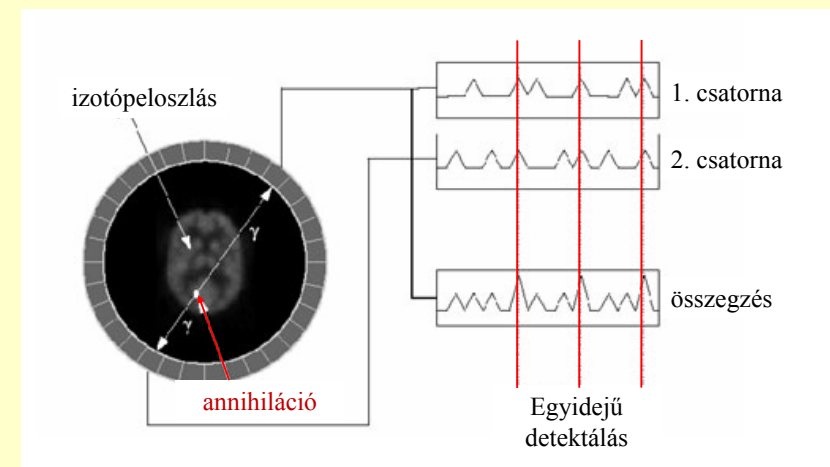 izotópeloszlás
γ
γ
annihiláció
1. csatorna
2. csatorna
összegzés
Egyidejű
detektálás